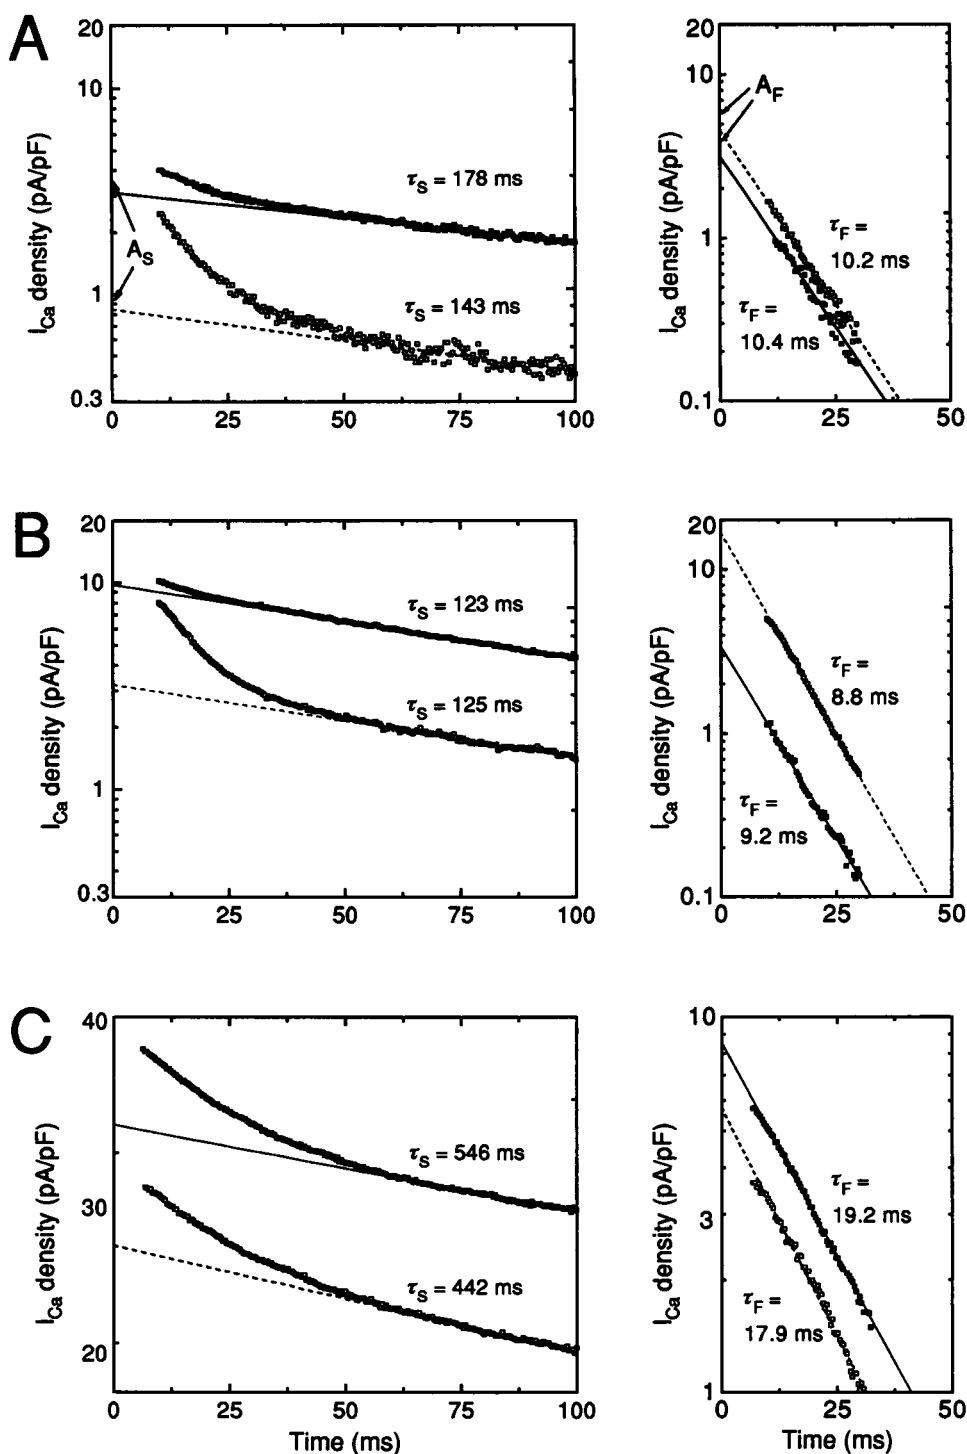 A
I_Ca density (pA/pF)
20
10
1
0.3
A_S
τ_S = 178 ms
τ_S = 143 ms
0 25 50 75 100
I_Ca density (pA/pF)
20
10
1
0.1
A_F
τ_F =
10.2 ms
τ_F =
10.4 ms
0 25 50
B
I_Ca density (pA/pF)
20
10
1
0.3
τ_S = 123 ms
τ_S = 125 ms
0 25 50 75 100
I_Ca density (pA/pF)
20
10
1
0.1
τ_F =
8.8 ms
τ_F =
9.2 ms
0 25 50
C
I_Ca density (pA/pF)
40
30
20
τ_S = 546 ms
τ_S = 442 ms
0 25 50 75 100
Time (ms)
I_Ca density (pA/pF)
10
3
1
τ_F =
19.2 ms
τ_F =
17.9 ms
0 25 50
Time (ms)